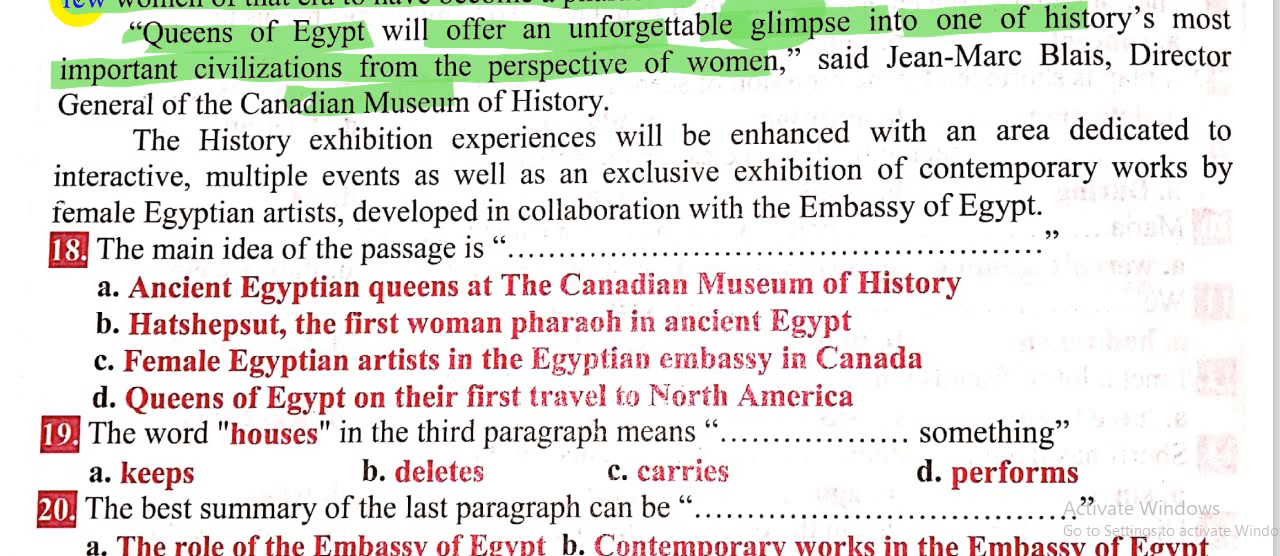 few women of that era to have become a
“Queens of Egypt will offer an unforgettable glimpse into one of history’s most
important civilizations from the perspective of women,” said Jean-Marc Blais, Director
General of the Canadian Museum of History.
The History exhibition experiences will be enhanced with an area dedicated to
interactive, multiple events as well as an exclusive exhibition of contemporary works by
female Egyptian artists, developed in collaboration with the Embassy of Egypt.
18. The main idea of the passage is “..........................................................”
a. Ancient Egyptian queens at The Canadian Museum of History
b. Hatshepsut, the first woman pharaoh in ancient Egypt
c. Female Egyptian artists in the Egyptian embassy in Canada
d. Queens of Egypt on their first travel to North America
19. The word "houses" in the third paragraph means “.................. something”
a. keeps b. deletes c. carries d. performs
20. The best summary of the last paragraph can be “......................................”
a. The role of the Embassy of Egypt b. Contemporary works in the Embassy of Egypt
Activate Windows
Go to Settings to activate Windo